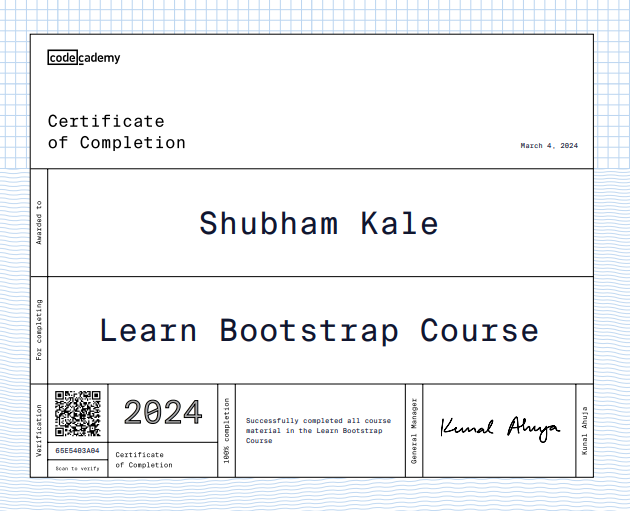 codecademy
Certificate
of Completion
March 4, 2024
Awarded to
Shubham Kale
For completing
Learn Bootstrap Course
Verification
65E5403A04
Scan to verify
2024
Certificate
of Completion
100% completion
Successfully completed all course
material in the Learn Bootstrap
Course
General Manager
Kunal Ahuja
Kunal Ahuja